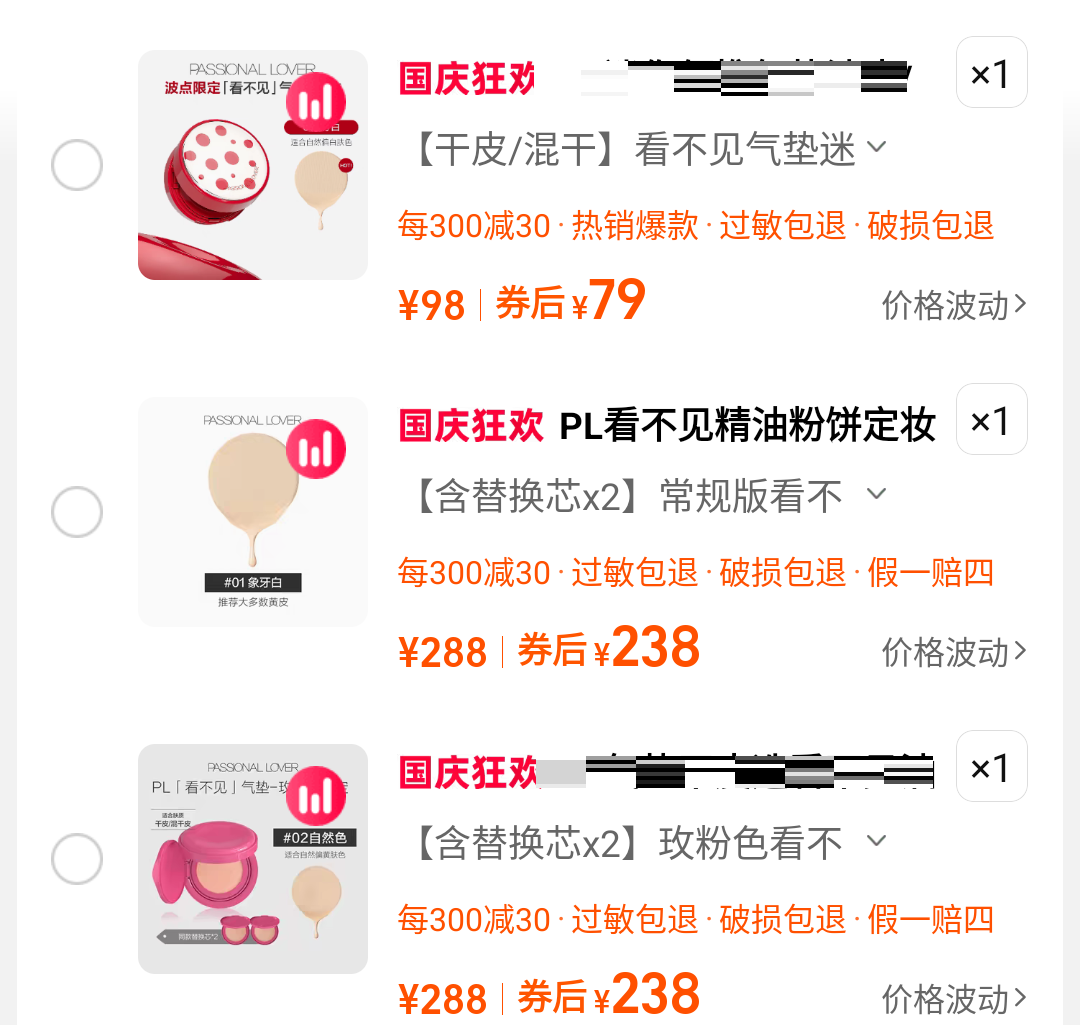 PASSIONAL LOVER
波点限定「看不见」气
适合自然偏白肤色
HOT!
国庆狂欢
×1
【干皮/混干】看不见气垫迷
每300减30 · 热销爆款 · 过敏包退 · 破损包退
¥98 券后 ¥79
价格波动
PASSIONAL LOVER
#01 象牙白
推荐大多数黄皮
国庆狂欢 PL看不见精油粉饼定妆
×1
【含替换芯x2】常规版看不
每300减30 · 过敏包退 · 破损包退 · 假一赔四
¥288 券后 ¥238
价格波动
PASSIONAL LOVER
PL「看不见」气垫-玫
适合肤质
干皮/混干皮
#02自然色
适合自然偏黄肤色
同款替换芯*2
国庆狂欢
×1
【含替换芯x2】玫粉色看不
每300减30 · 过敏包退 · 破损包退 · 假一赔四
¥288 券后 ¥238
价格波动